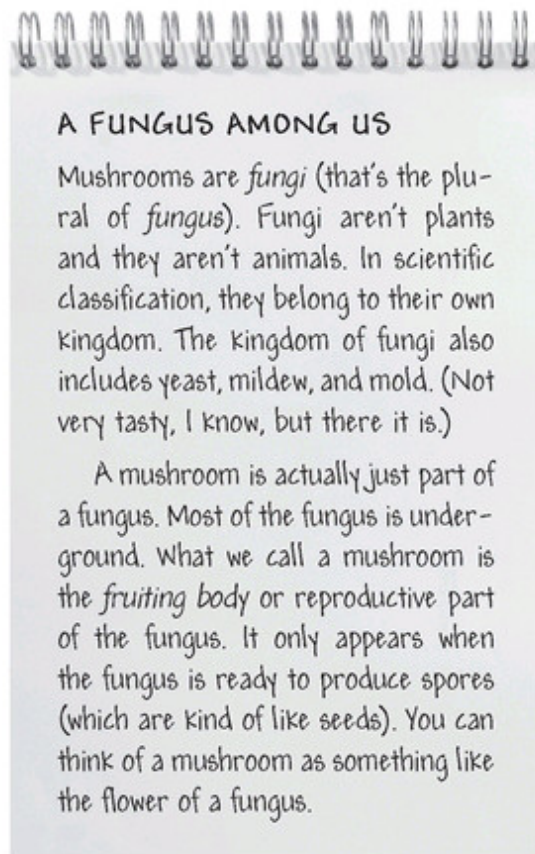 A FUNGUS AMONG US
Mushrooms are fungi (that's the plu-
ral of fungus). Fungi aren't plants
and they aren't animals. In scientific
classification, they belong to their own
kingdom. The kingdom of fungi also
includes yeast, mildew, and mold. (Not
very tasty, I know, but there it is.)
A mushroom is actually just part of
a fungus. Most of the fungus is under-
ground. What we call a mushroom is
the fruiting body or reproductive part
of the fungus. It only appears when
the fungus is ready to produce spores
(which are kind of like seeds). You can
think of a mushroom as something like
the flower of a fungus.